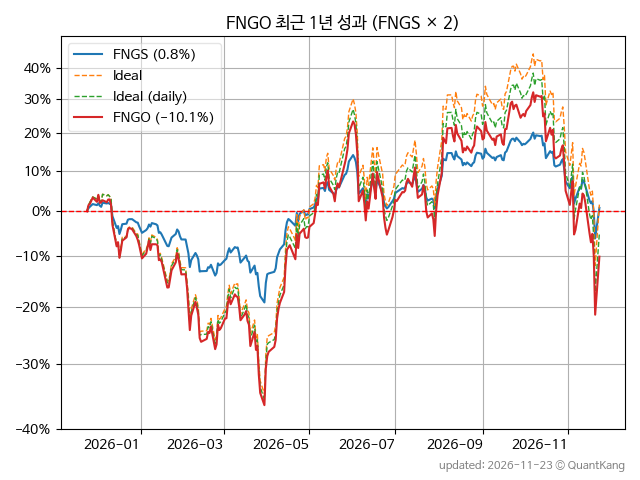 FNGO 최근 1년 성과 (FNGS × 2)
FNGS (0.8%)
Ideal
Ideal (daily)
FNGO (−10.1%)
40%
30%
20%
10%
0%
−10%
−20%
−30%
−40%
2026-01
2026-03
2026-05
2026-07
2026-09
2026-11
updated: 2026-11-23 ⓒ QuantKang